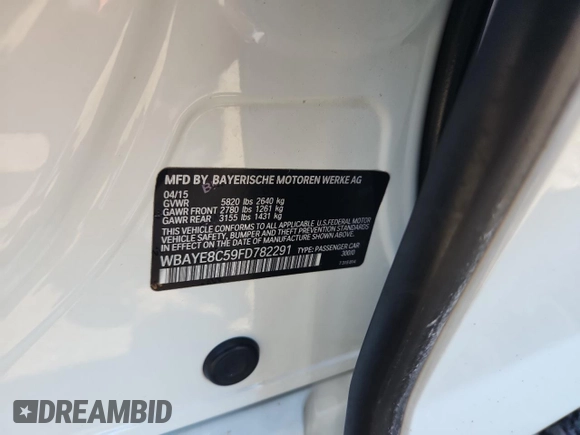 MFD BY BAYERISCHE MOTOREN WERKE AG
04/15
GVWR 5820 lbs 2640 kg
GAWR FRONT 2780 lbs 1261 kg
GAWR REAR 3155 lbs 1431 kg
THIS VEHICLE CONFORMS TO ALL APPLICABLE U.S. FEDERAL MOTOR
VEHICLE SAFETY, BUMPER, AND THEFT PREVENTION STANDARDS
IN EFFECT ON THE DATE OF MANUFACTURE SHOWN ABOVE.
WBAYE8C59FD782291 TYPE: PASSENGER CAR
300/0
DREAMBID